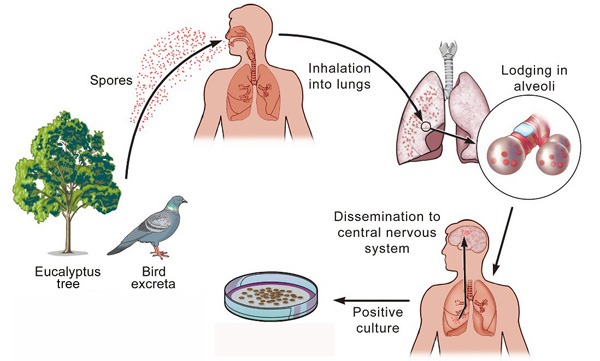 Spores
Inhalation
into lungs
Lodging in
alveoli
Eucalyptus
tree
Bird
excreta
Dissemination to
central nervous
system
Positive
culture